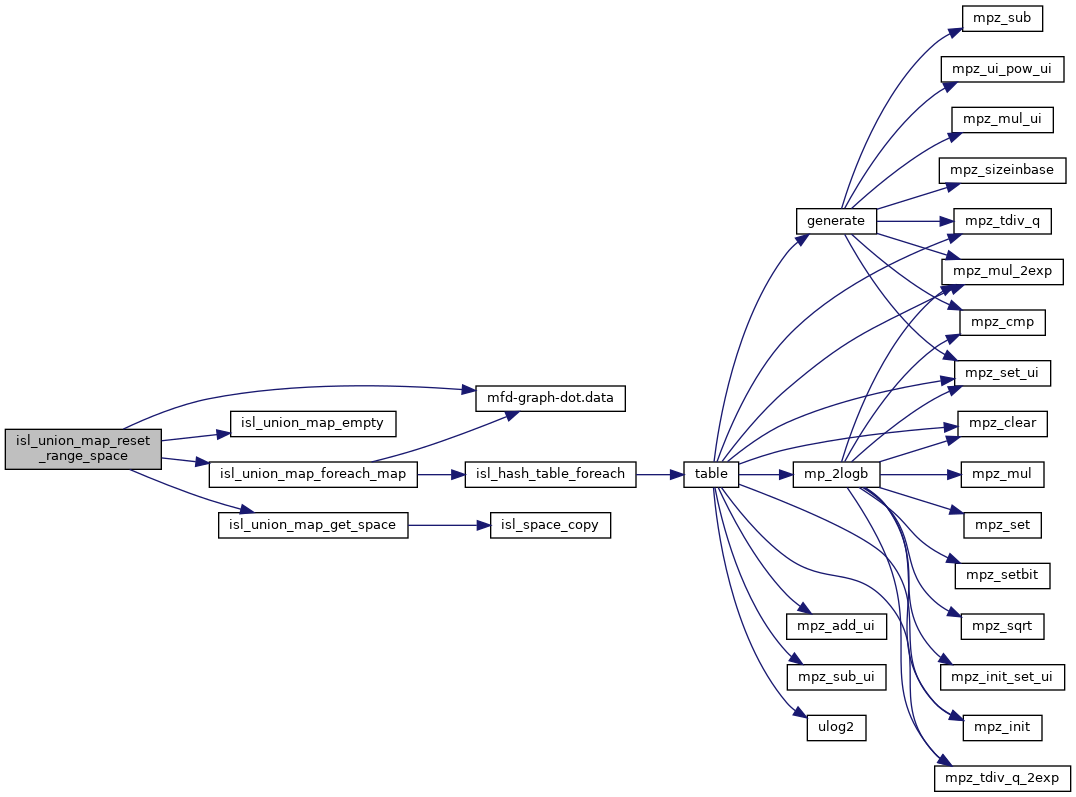 isl_union_map_reset
_range_space
mfd-graph-dot.data
isl_union_map_empty
isl_union_map_foreach_map
isl_union_map_get_space
isl_hash_table_foreach
isl_space_copy
table
generate
mp_2logb
mpz_add_ui
mpz_sub_ui
ulog2
mpz_sub
mpz_ui_pow_ui
mpz_mul_ui
mpz_sizeinbase
mpz_tdiv_q
mpz_mul_2exp
mpz_cmp
mpz_set_ui
mpz_clear
mpz_mul
mpz_set
mpz_setbit
mpz_sqrt
mpz_init_set_ui
mpz_init
mpz_tdiv_q_2exp